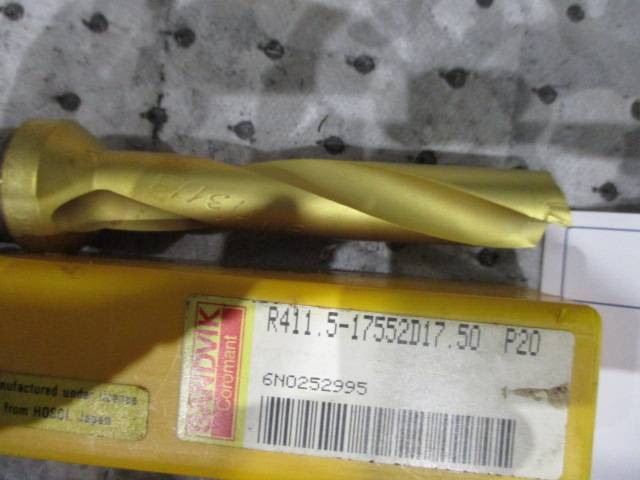 SANDVIK
Coromant
R411.5-17552D17.50 P20
6N0252995
nufactured under license
from HOSOI Japan